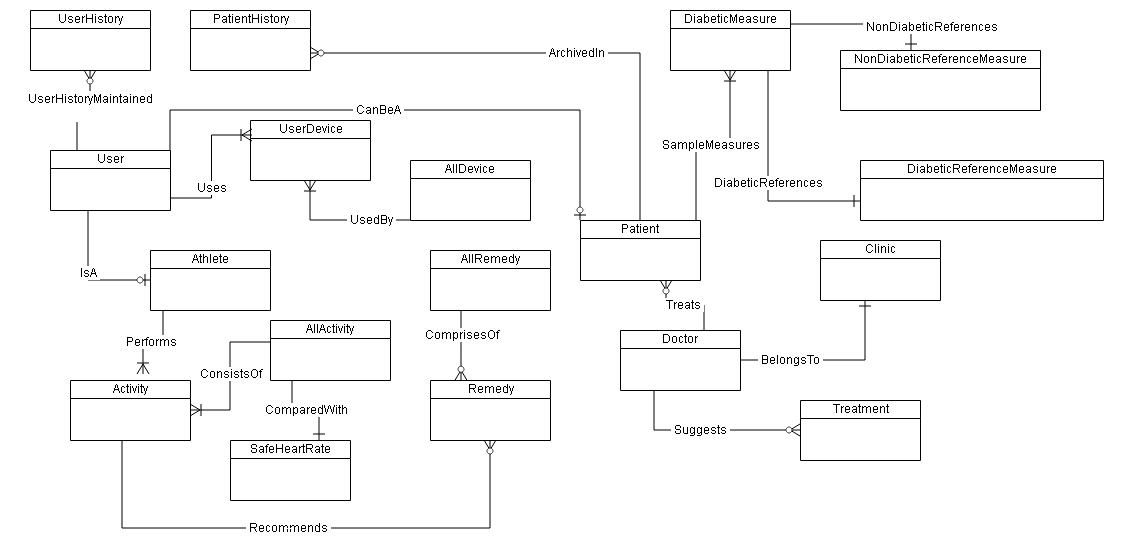 UserHistory
PatientHistory
DiabeticMeasure
NonDiabeticReferences
ArchivedIn
NonDiabeticReferenceMeasure
UserHistoryMaintained
CanBeA
UserDevice
SampleMeasures
User
AllDevice
DiabeticReferenceMeasure
DiabeticReferences
Uses
UsedBy
Patient
Clinic
Athlete
AllRemedy
IsA
Treats
AllActivity
ComprisesOf
Performs
Doctor
BelongsTo
ConsistsOf
Activity
Remedy
ComparedWith
Treatment
Suggests
SafeHeartRate
Recommends